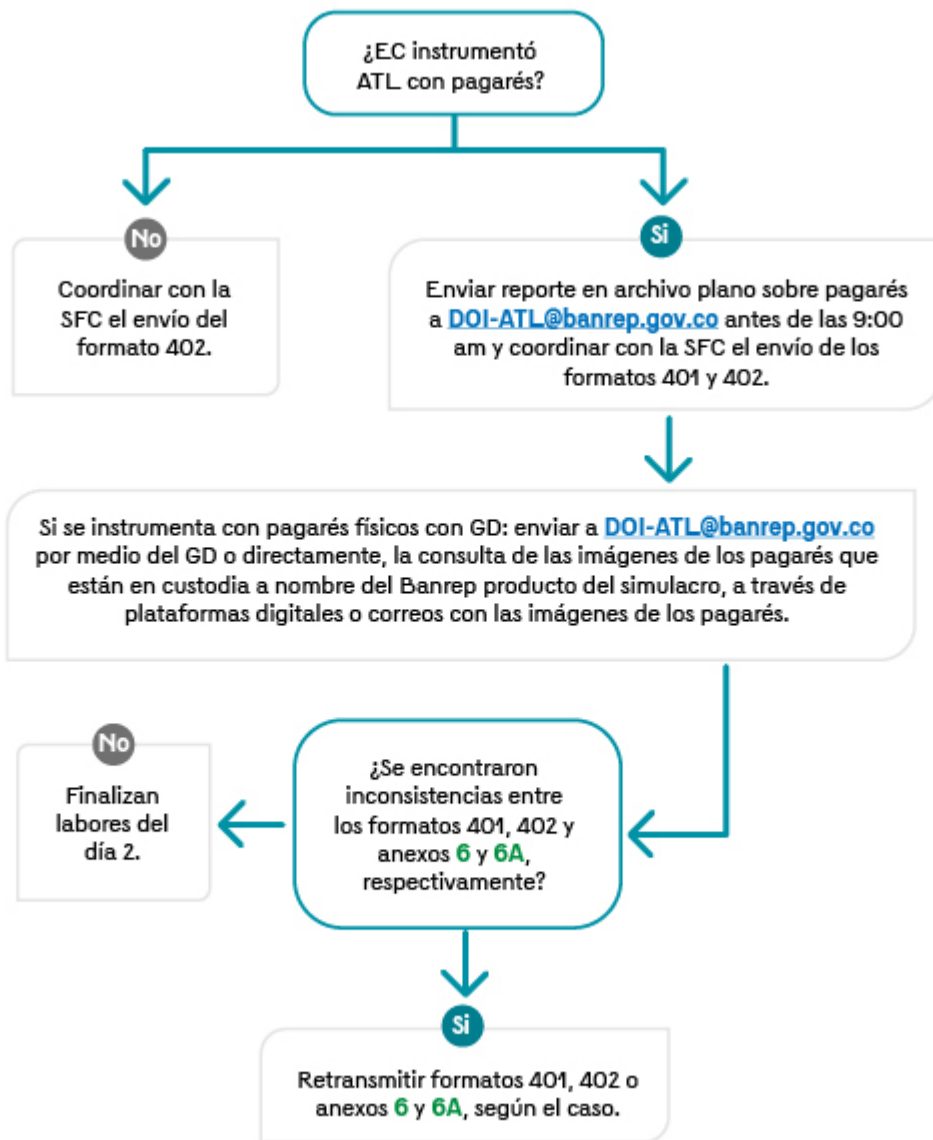 ¿EC instrumentó
ATL con pagarés?
No
Coordinar con la
SFC el envío del
formato 402.
Si
Enviar reporte en archivo plano sobre pagarés
a DOI-ATL@banrep.gov.co antes de las 9:00
am y coordinar con la SFC el envío de los
formatos 401 y 402.
Si se instrumenta con pagarés físicos con GD: enviar a DOI-ATL@banrep.gov.co
por medio del GD o directamente, la consulta de las imágenes de los pagarés que
están en custodia a nombre del Banrep producto del simulacro, a través de
plataformas digitales o correos con las imágenes de los pagarés.
No
Finalizan
labores del
día 2.
¿Se encontraron
inconsistencias entre
los formatos 401, 402 y
anexos 6 y 6A,
respectivamente?
Si
Retransmitir formatos 401, 402 o
anexos 6 y 6A, según el caso.